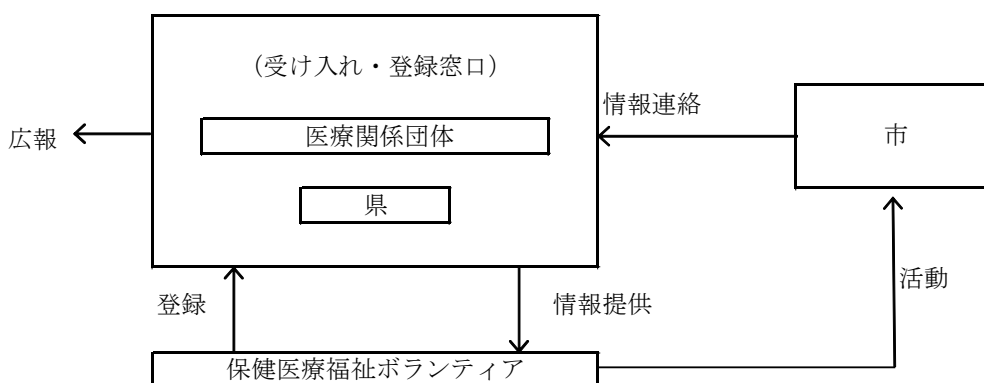 （受け入れ・登録窓口）
情報連絡
広報
医療関係団体
市
県
登録
情報提供
活動
保健医療福祉ボランティア